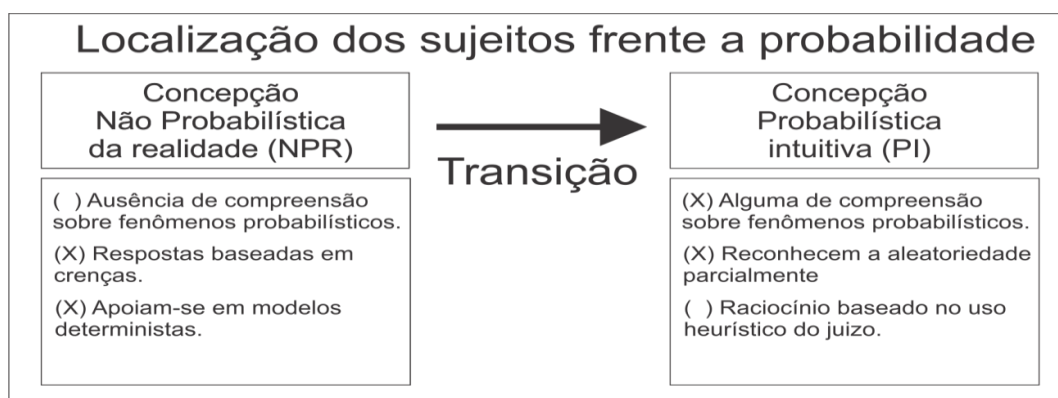 Localização dos sujeitos frente a probabilidade
Concepção
Não Probabilística
da realidade (NPR)
Transição
Concepção
Probabilística
intuitiva (PI)
( ) Ausência de compreensão
sobre fenômenos probabilísticos.
(X) Respostas baseadas em
crenças.
(X) Apoiam-se em modelos
deterministas.
(X) Alguma de compreensão
sobre fenômenos probabilísticos.
(X) Reconhecem a aleatoriedade
parcialmente
( ) Raciocínio baseado no uso
heurístico do juizo.